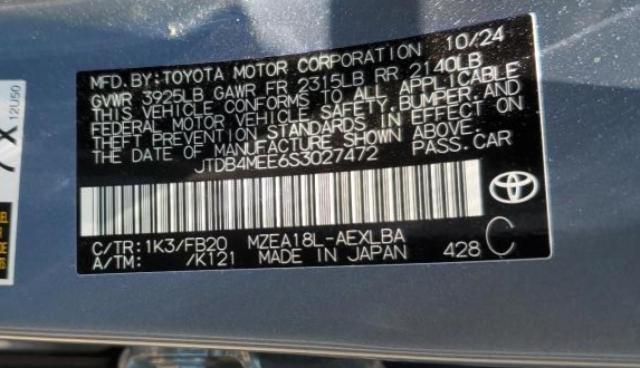 MFD.BY:TOYOTA MOTOR CORPORATION 10/24
GVWR 3925LB GAWR FR 2315LB RR 2140LB
THIS VEHICLE CONFORMS TO ALL APPLICABLE
FEDERAL MOTOR VEHICLE SAFETY, BUMPER, AND
THEFT PREVENTION STANDARDS IN EFFECT ON
THE DATE OF MANUFACTURE SHOWN ABOVE.
JTDB4MEE6S3027472 PASS.CAR
C/TR:1K3/FB20 MZEA18L-AEXLBA
A/TM: /K121 MADE IN JAPAN 428 C
X
12U50